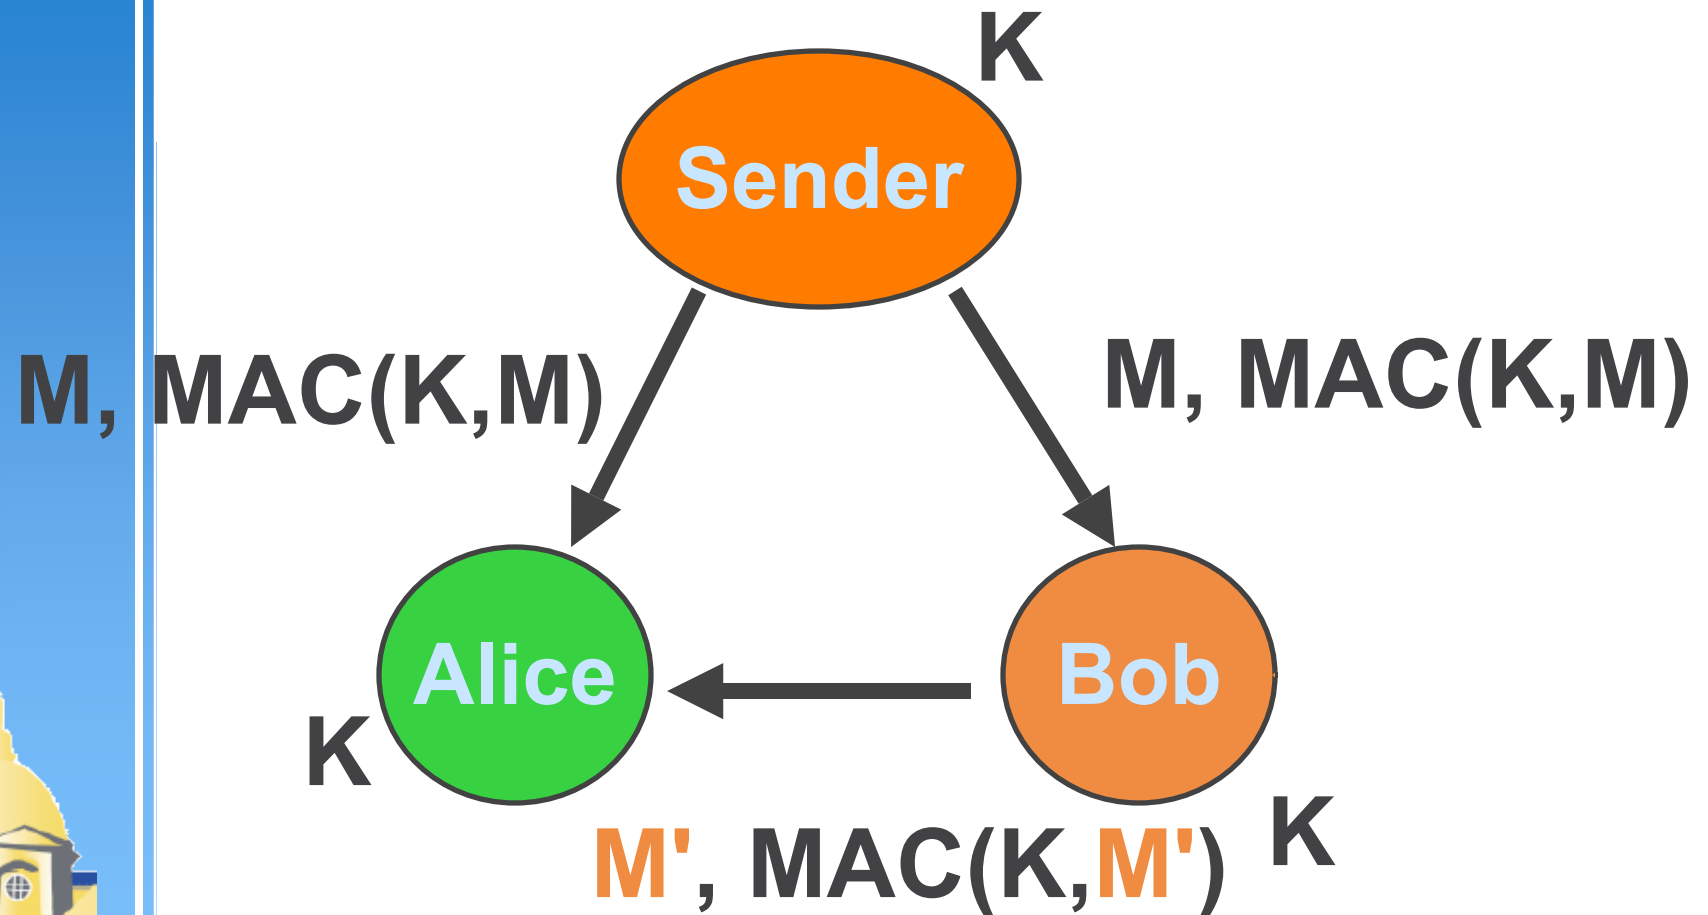 K
Sender
M, MAC(K,M)
M, MAC(K,M)
Alice
Bob
K
K
M', MAC(K,M')